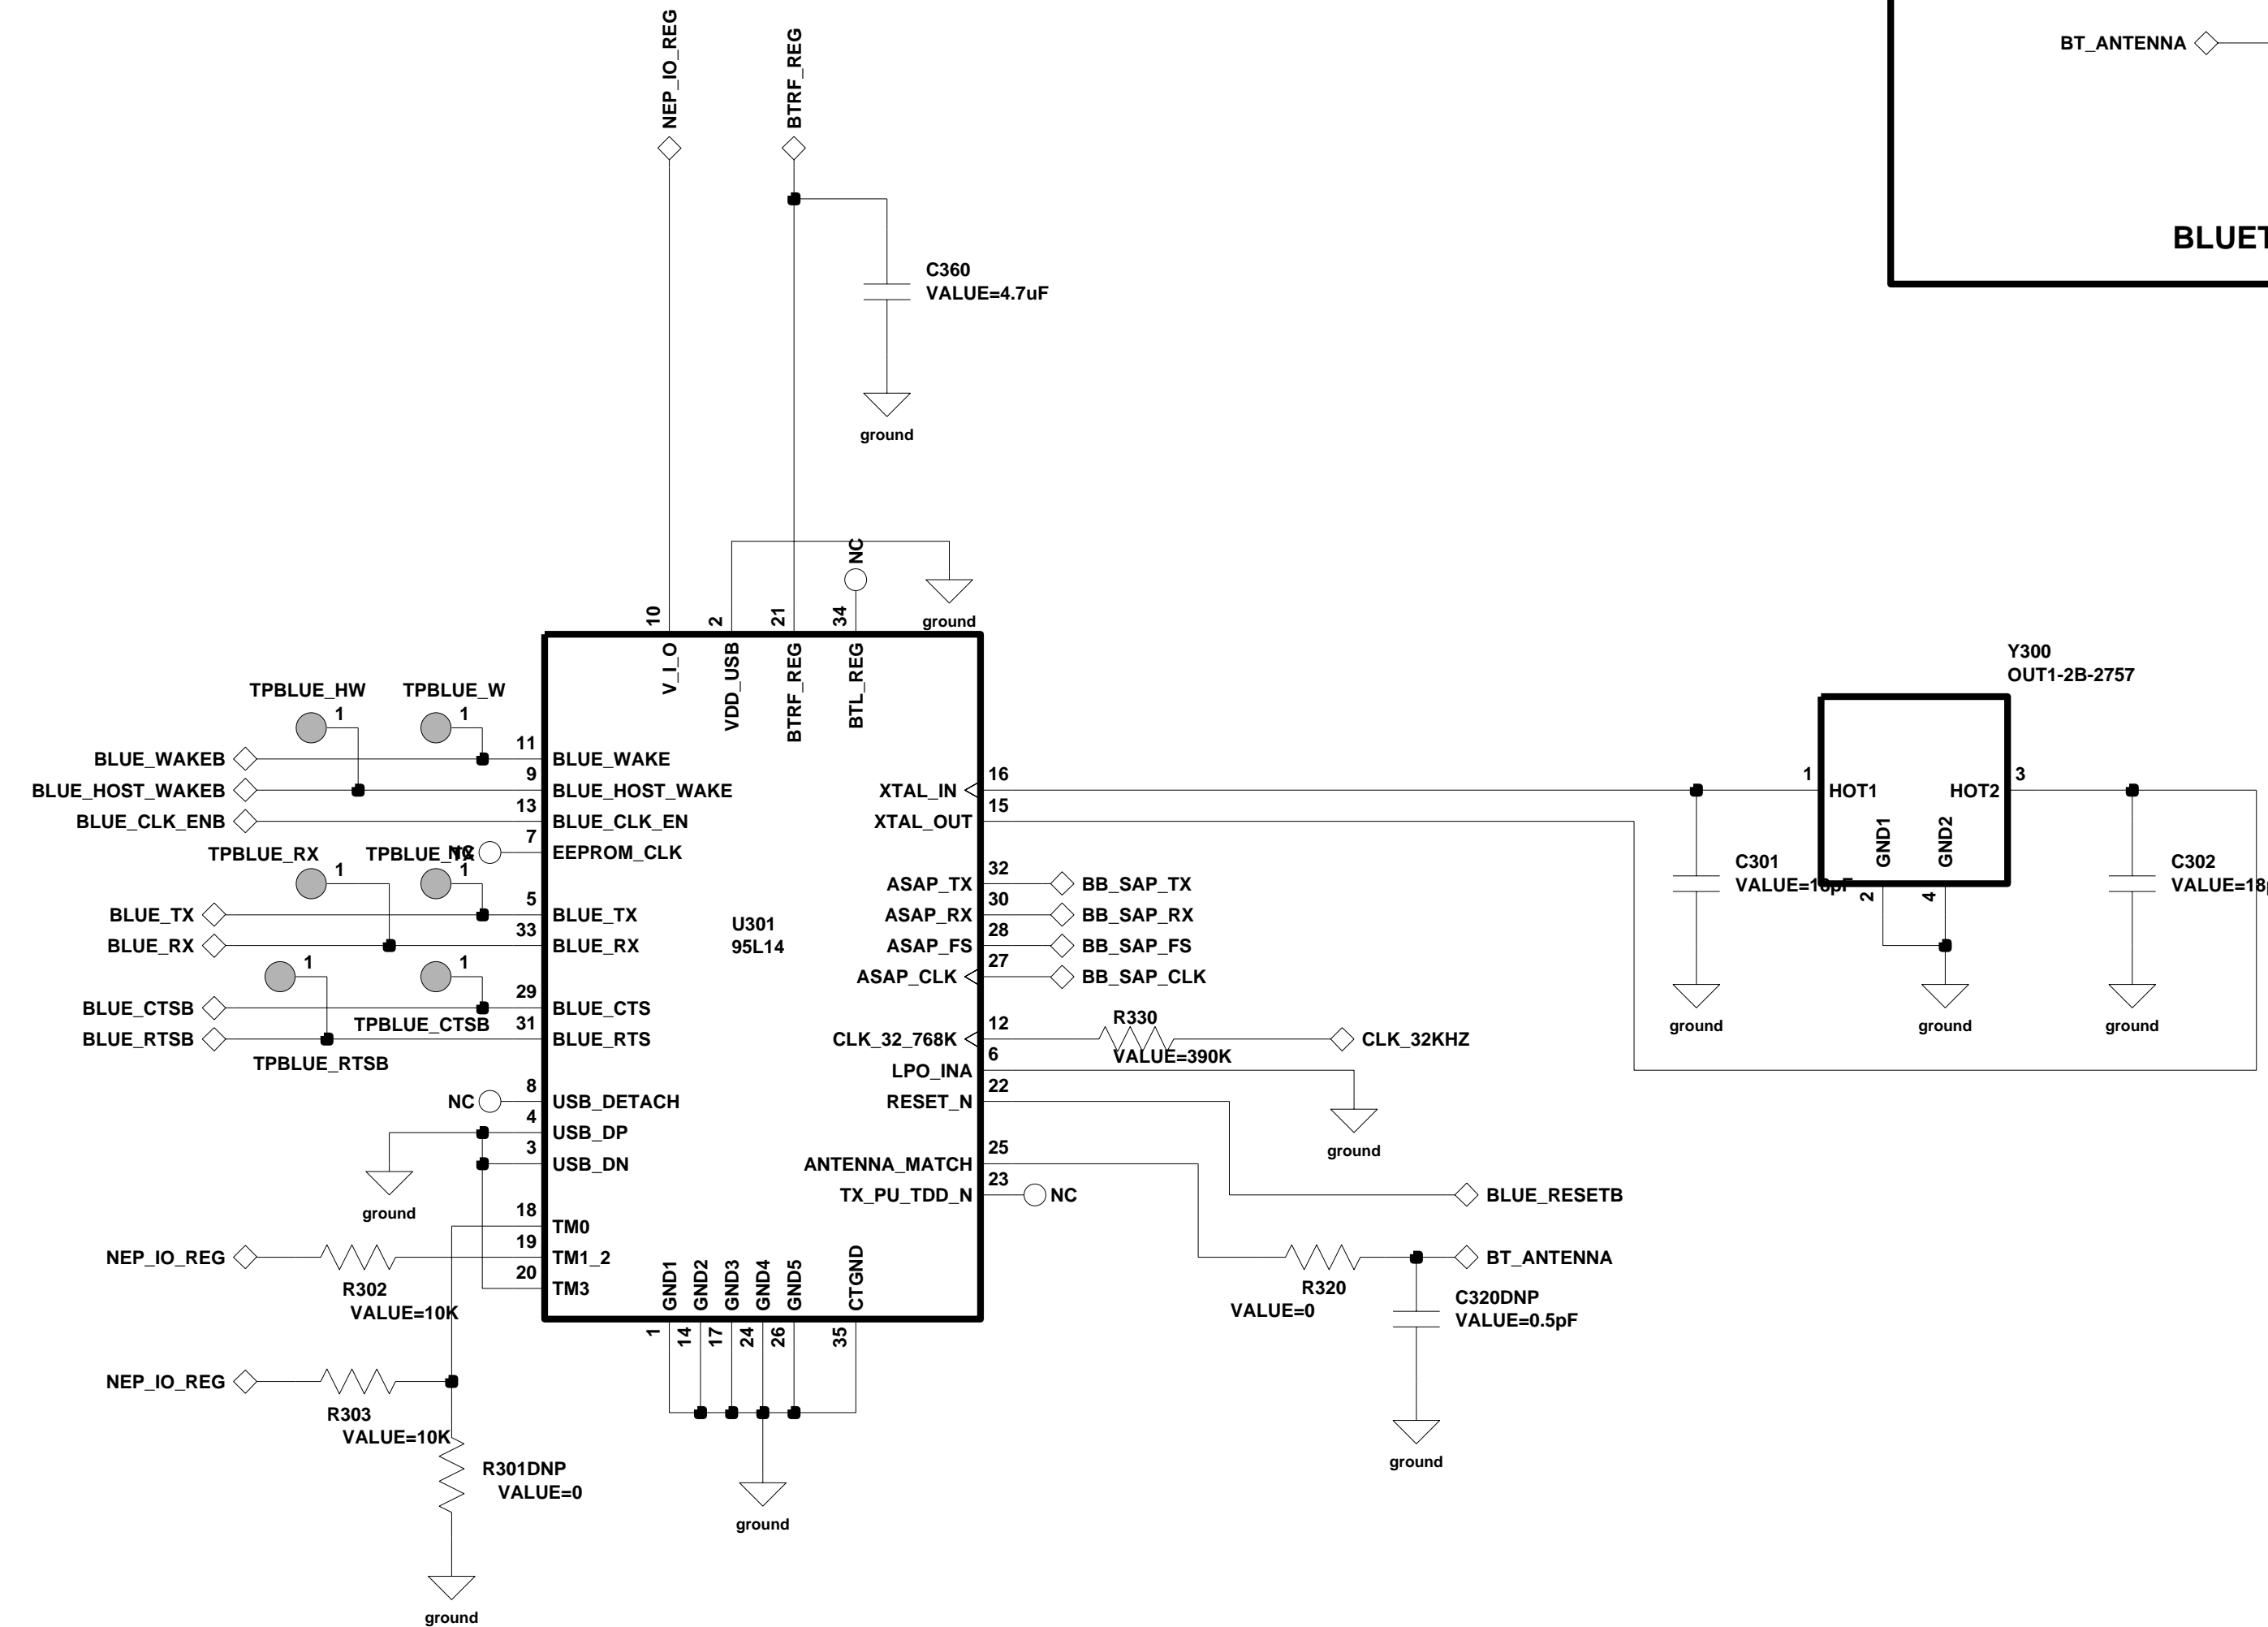 NEP_IO_REG
BTRF_REG
BT_ANTENNA
C360
VALUE=4.7uF
ground
NC
ground
10
2
21
34
V_I_O
VDD_USB
BTRF_REG
BTL_REG
Y300
OUT1-2B-2757
TPBLUE_HW
TPBLUE_W
1
1
BLUE_WAKEB
11
BLUE_WAKE
BLUE_HOST_WAKEB
9
BLUE_HOST_WAKE
BLUE_CLK_ENB
13
BLUE_CLK_EN
TPBLUE_RX
TPBLUE_TX
NC
7
EEPROM_CLK
1
1
BLUE_TX
5
BLUE_TX
BLUE_RX
33
BLUE_RX
1
1
BLUE_CTSB
29
BLUE_CTS
TPBLUE_CTSB
BLUE_RTSB
31
BLUE_RTS
TPBLUE_RTSB
NC
8
USB_DETACH
4
USB_DP
3
USB_DN
ground
18
TM0
NEP_IO_REG
19
TM1_2
20
TM3
R302
VALUE=10K
NEP_IO_REG
R303
VALUE=10K
R301DNP
VALUE=0
ground
U301
95L14
16
XTAL_IN
15
XTAL_OUT
32
ASAP_TX
BB_SAP_TX
30
ASAP_RX
BB_SAP_RX
28
ASAP_FS
BB_SAP_FS
27
ASAP_CLK
BB_SAP_CLK
12
CLK_32_768K
R330
VALUE=390K
CLK_32KHZ
6
LPO_INA
ground
22
RESET_N
BLUE_RESETB
25
ANTENNA_MATCH
23
TX_PU_TDD_N
NC
BT_ANTENNA
R320
VALUE=0
C320DNP
VALUE=0.5pF
ground
GND1
GND2
GND3
GND4
GND5
CTGND
1
14
17
24
26
35
ground
1
HOT1
HOT2
3
GND1
GND2
2
4
C301
C302
ground
ground
ground